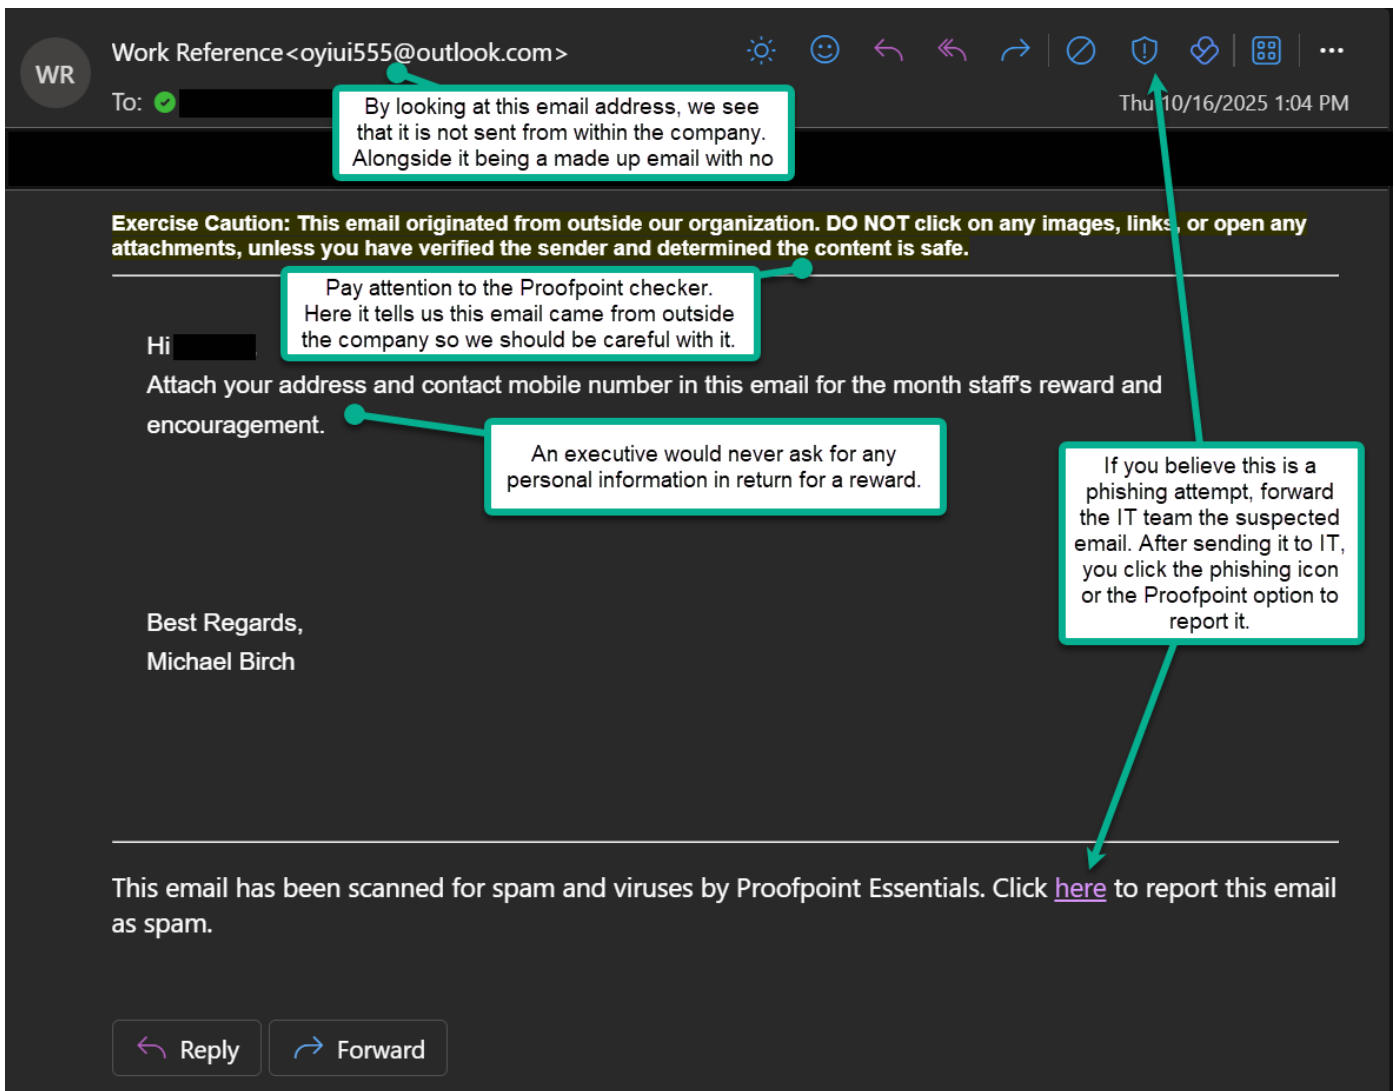 WR
Work Reference<oyiui555@outlook.com>
To:
Thu 10/16/2025 1:04 PM
By looking at this email address, we see
that it is not sent from within the company.
Alongside it being a made up email with no
Exercise Caution: This email originated from outside our organization. DO NOT click on any images, links, or open any
attachments, unless you have verified the sender and determined the content is safe.
Pay attention to the Proofpoint checker.
Here it tells us this email came from outside
the company so we should be careful with it.
Hi
Attach your address and contact mobile number in this email for the month staff's reward and
encouragement.
An executive would never ask for any
personal information in return for a reward.
If you believe this is a
phishing attempt, forward
the IT team the suspected
email. After sending it to IT,
you click the phishing icon
or the Proofpoint option to
report it.
Best Regards,
Michael Birch
This email has been scanned for spam and viruses by Proofpoint Essentials. Click here to report this email
as spam.
Reply
Forward